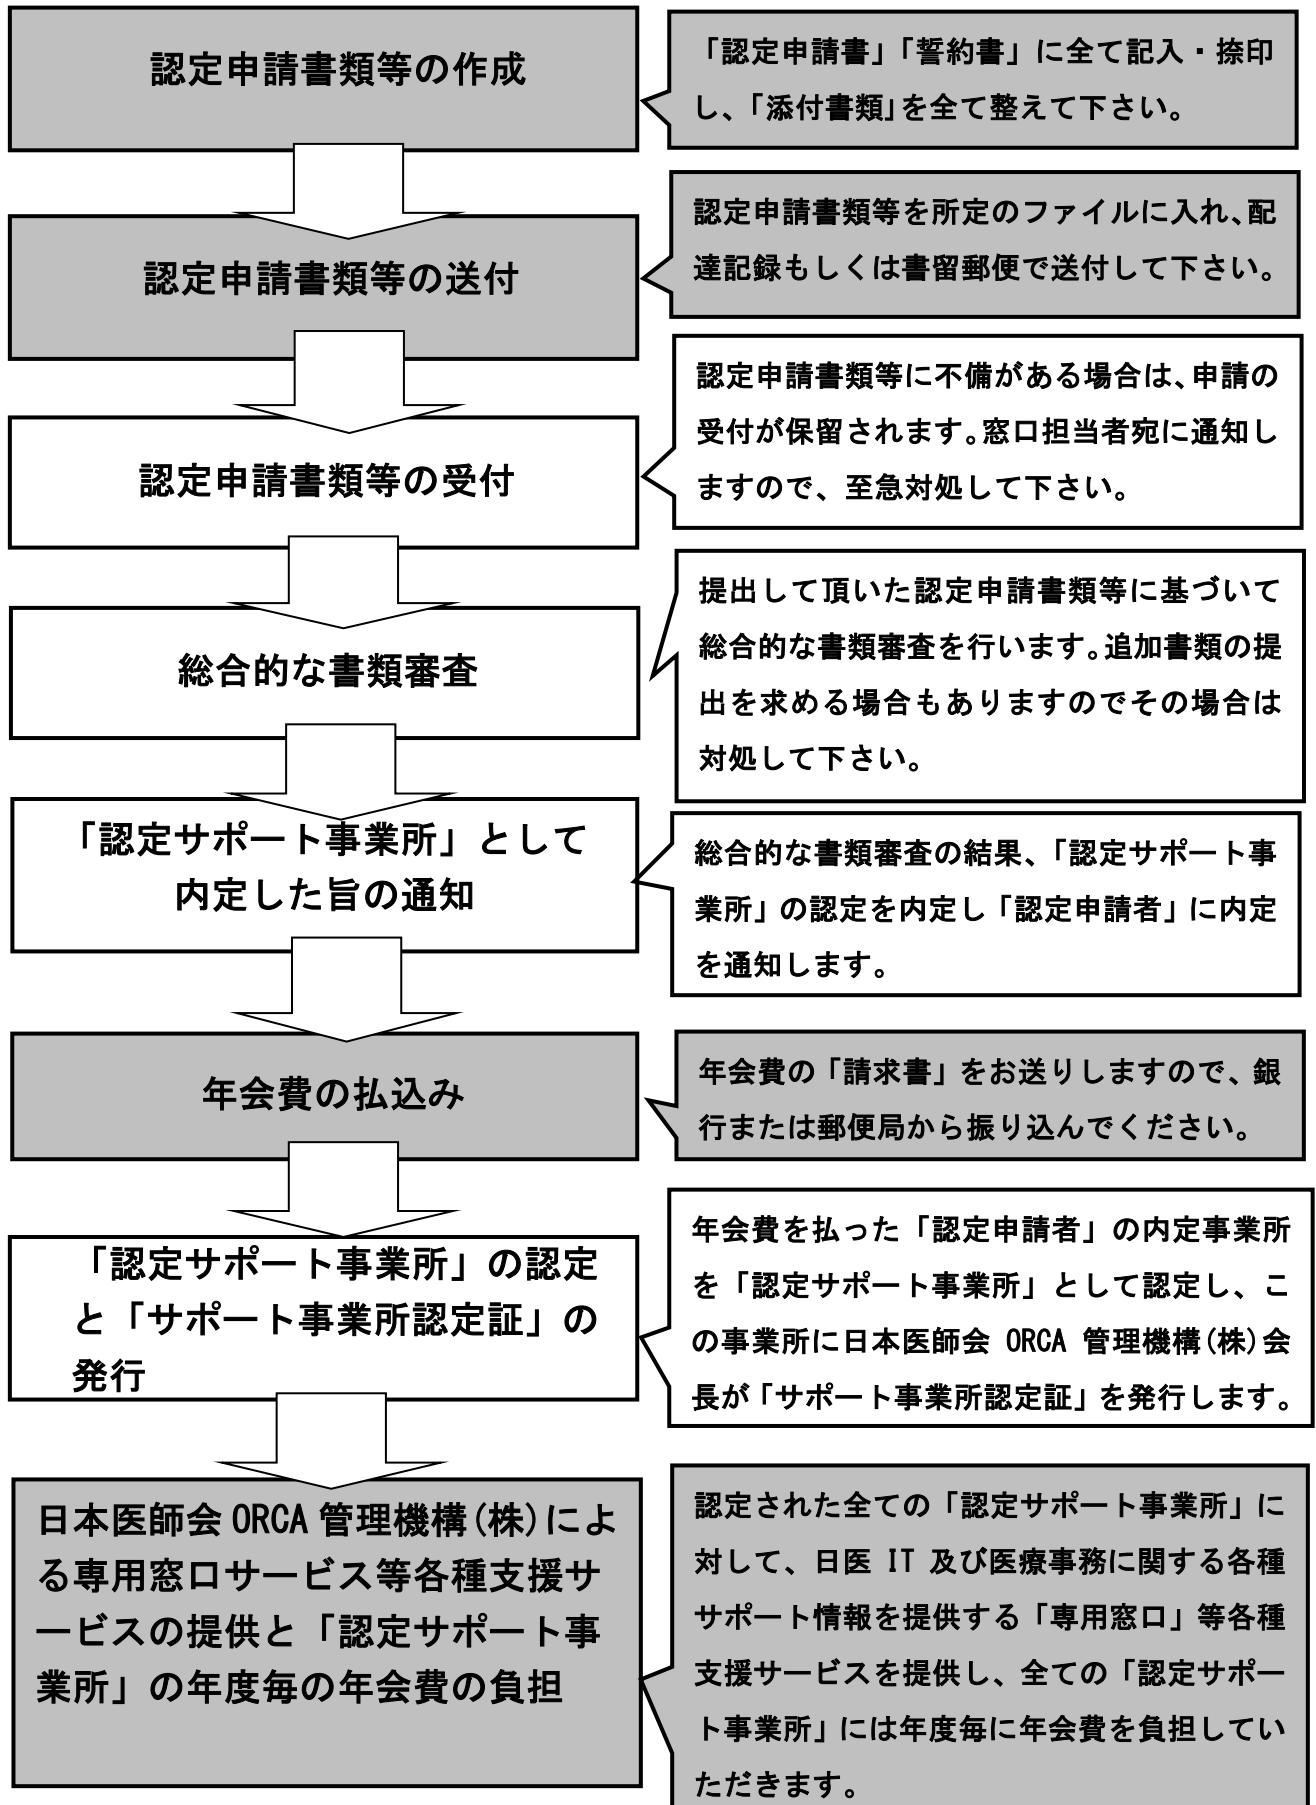 認定申請書類等の作成
「認定申請書」「誓約書」に全て記入・捺印
し、「添付書類」を全て整えて下さい。
認定申請書類等の送付
認定申請書類等を所定のファイルに入れ、配
達記録もしくは書留郵便で送付して下さい。
認定申請書類等の受付
認定申請書類等に不備がある場合は、申請の
受付が保留されます。窓口担当者宛に通知し
ますので、至急対処して下さい。
総合的な書類審査
提出して頂いた認定申請書類等に基づいて
総合的な書類審査を行います。追加書類の提
出を求める場合もありますのでその場合は
対処して下さい。
「認定サポート事業所」として
内定した旨の通知
総合的な書類審査の結果、「認定サポート事
業所」の認定を内定し「認定申請者」に内定
を通知します。
年会費の払込み
年会費の「請求書」をお送りしますので、銀
行または郵便局から振り込んでください。
「認定サポート事業所」の認定
と「サポート事業所認定証」の
発行
年会費を払った「認定申請者」の内定事業所
を「認定サポート事業所」として認定し、こ
の事業所に日本医師会 ORCA 管理機構(株)会
長が「サポート事業所認定証」を発行します。
日本医師会 ORCA 管理機構(株)によ
る専用窓口サービス等各種支援サ
ービスの提供と「認定サポート事
業所」の年度毎の年会費の負担
認定された全ての「認定サポート事業所」に
対して、日医 IT 及び医療事務に関する各種
サポート情報を提供する「専用窓口」等各種
支援サービスを提供し、全ての「認定サポー
ト事業所」には年度毎に年会費を負担してい
ただきます。